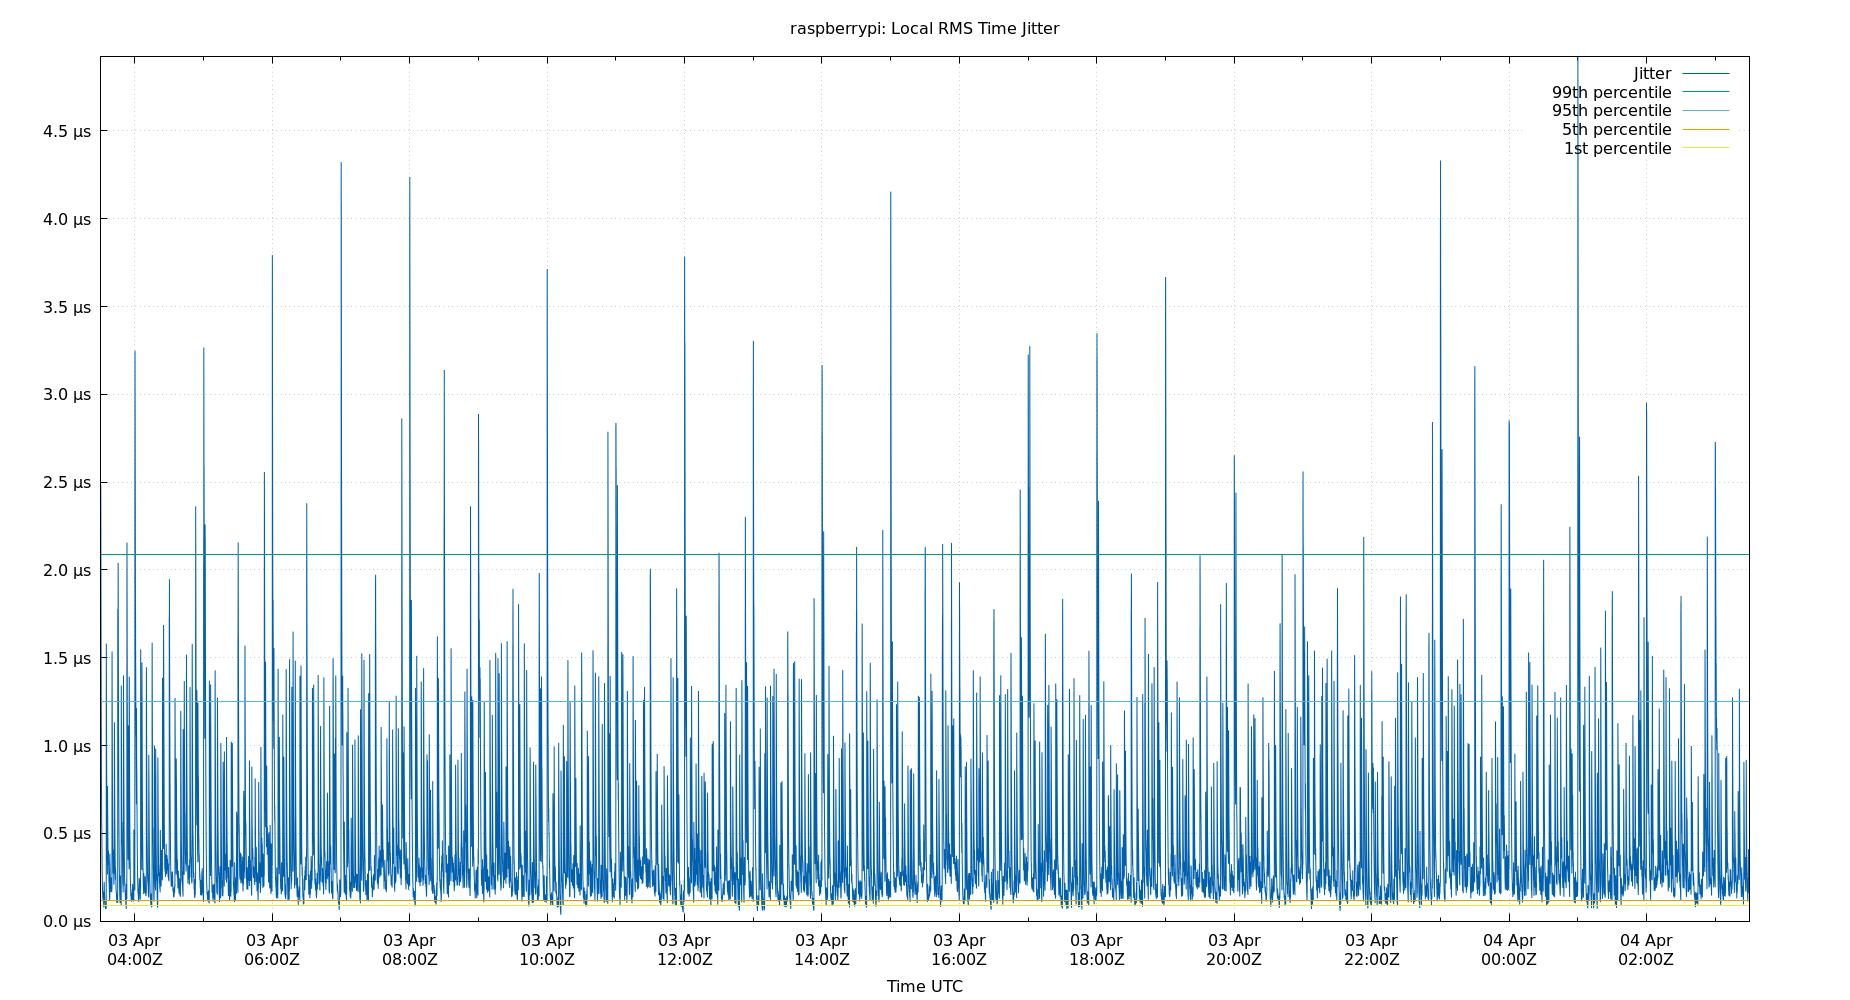 raspberrypi: Local RMS Time Jitter
Jitter
99th percentile
95th percentile
5th percentile
1st percentile
4.5 µs
4.0 µs
3.5 µs
3.0 µs
2.5 µs
2.0 µs
1.5 µs
1.0 µs
0.5 µs
0.0 µs
03 Apr 03 Apr 03 Apr 03 Apr 03 Apr 03 Apr 03 Apr 03 Apr 03 Apr 03 Apr 04 Apr 04 Apr
04:00Z 06:00Z 08:00Z 10:00Z 12:00Z 14:00Z 16:00Z 18:00Z 20:00Z 22:00Z 00:00Z 02:00Z
Time UTC